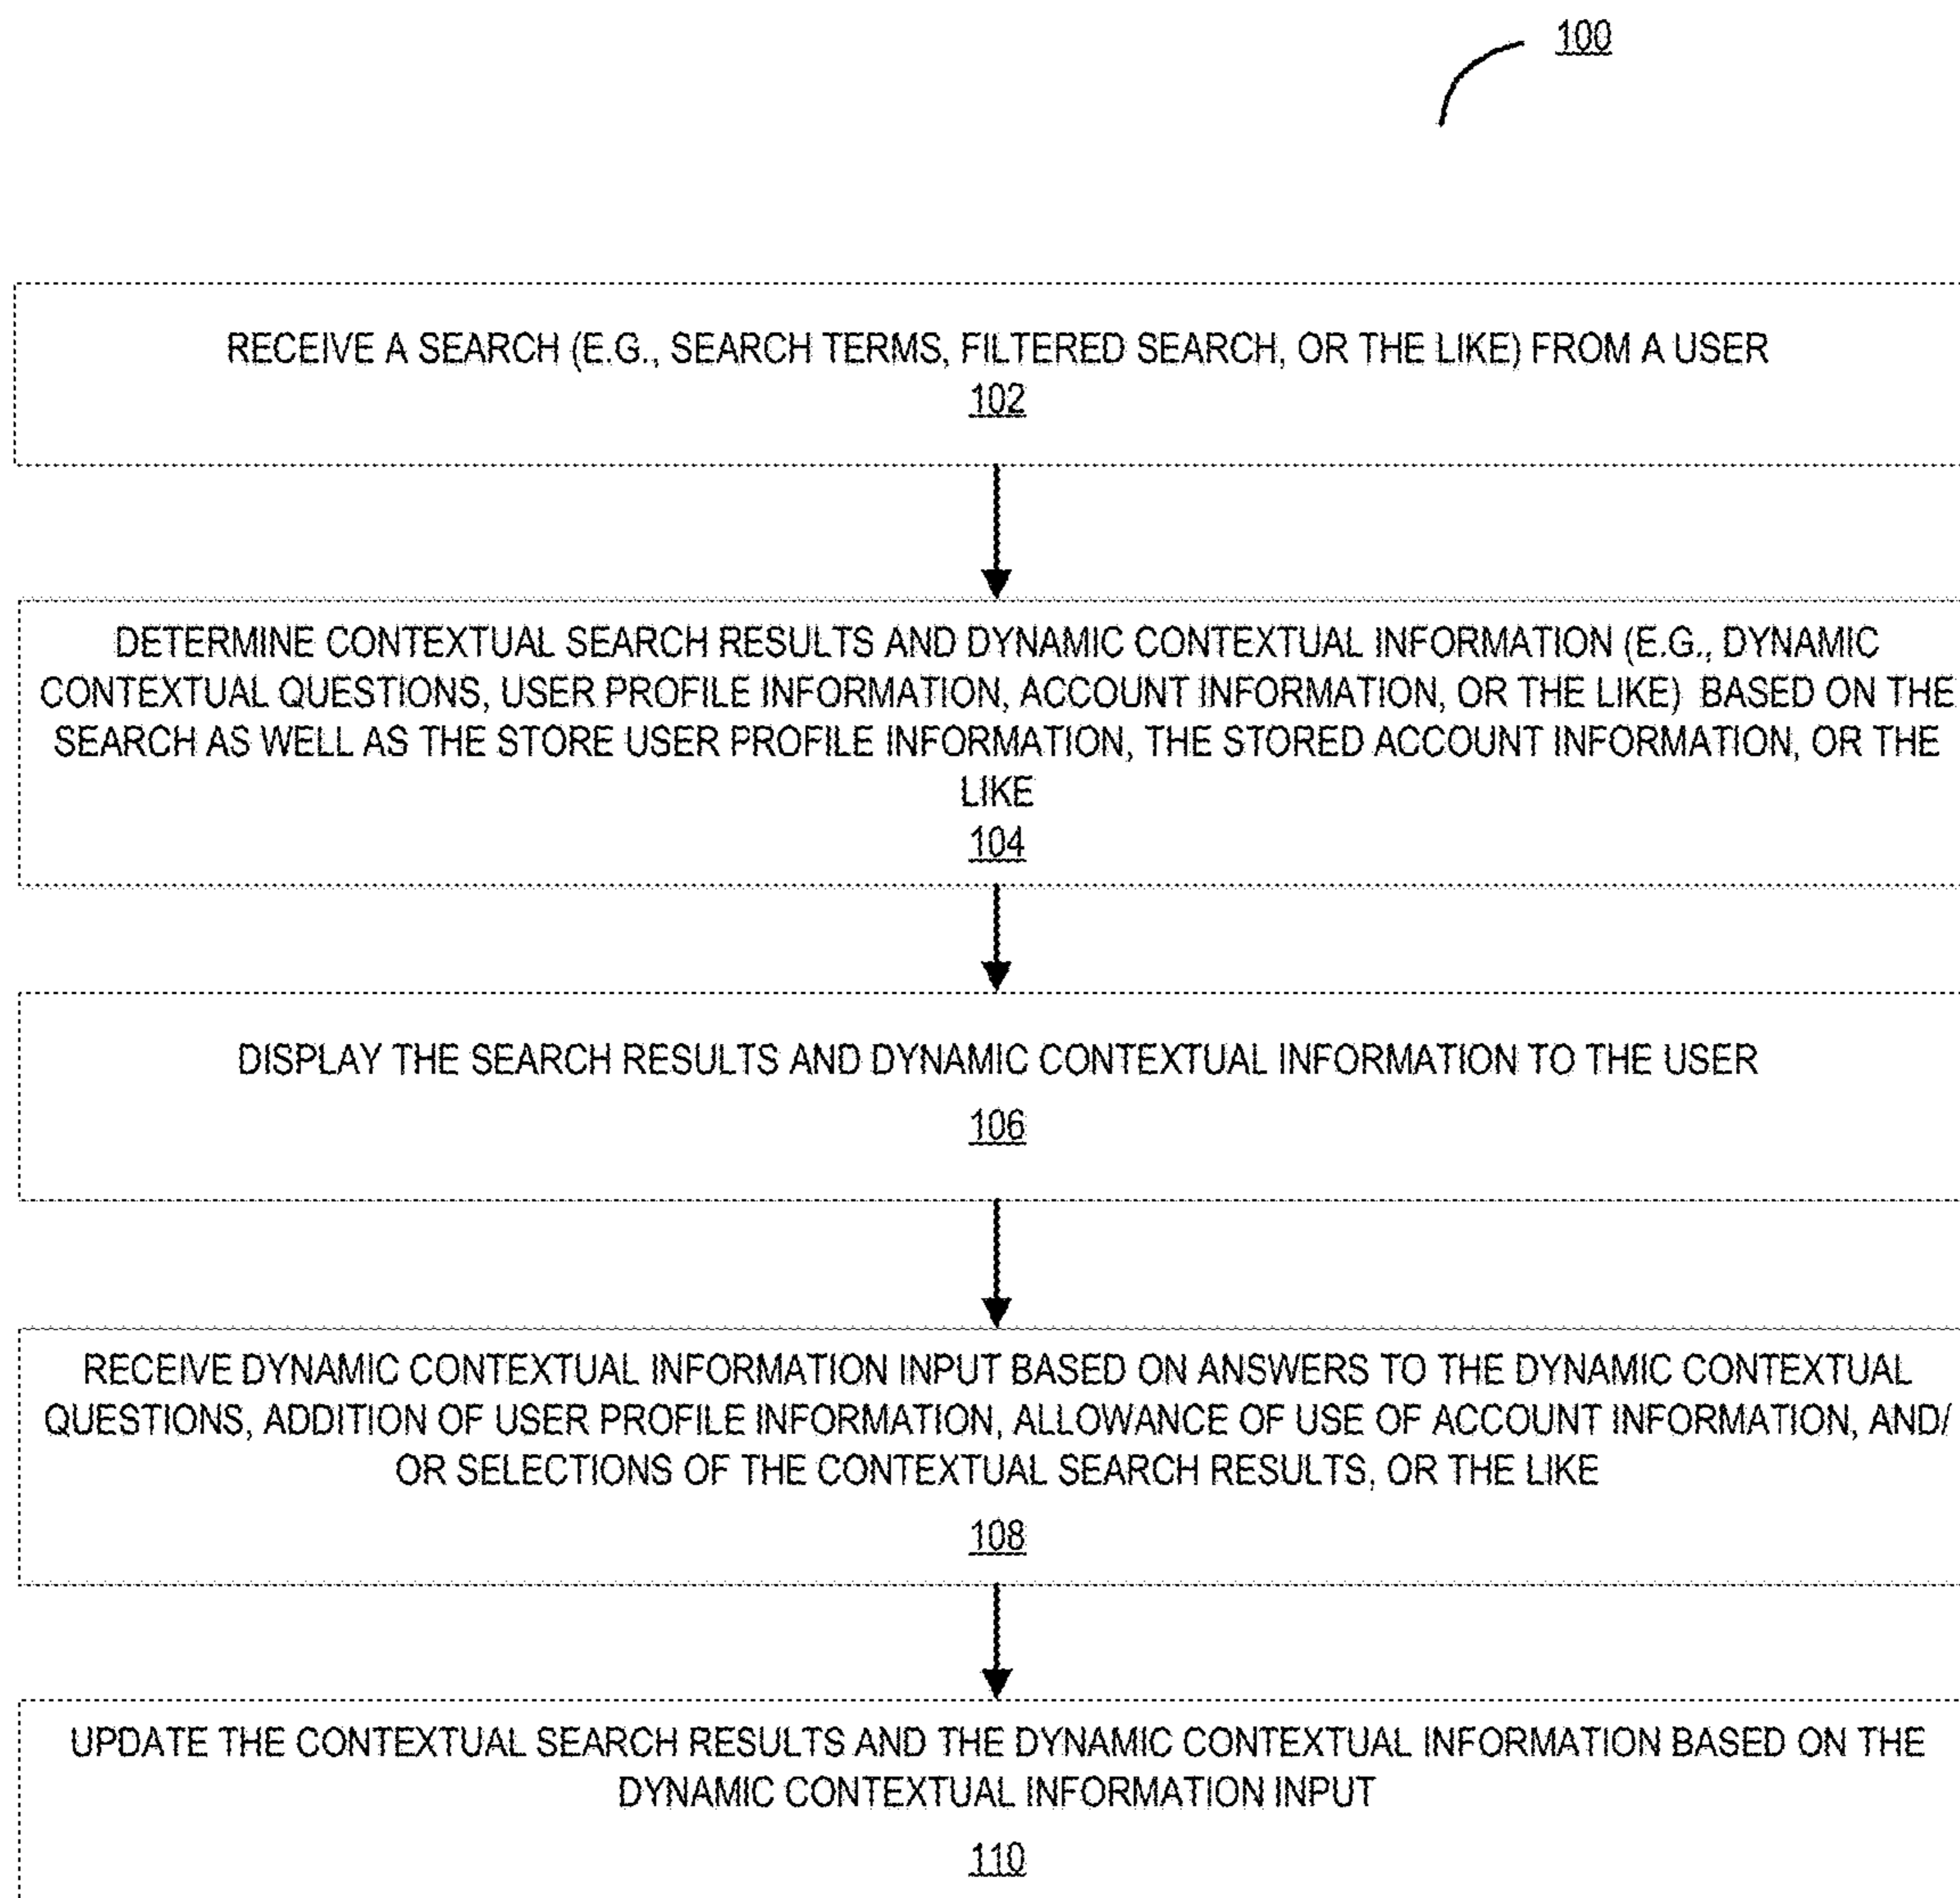 100
RECEIVE A SEARCH (E.G., SEARCH TERMS, FILTERED SEARCH, OR THE LIKE) FROM A USER
102
DETERMINE CONTEXTUAL SEARCH RESULTS AND DYNAMIC CONTEXTUAL INFORMATION (E.G., DYNAMIC
CONTEXTUAL QUESTIONS, USER PROFILE INFORMATION, ACCOUNT INFORMATION, OR THE LIKE) BASED ON THE
SEARCH AS WELL AS THE STORE USER PROFILE INFORMATION, THE STORED ACCOUNT INFORMATION, OR THE
LIKE
104
DISPLAY THE SEARCH RESULTS AND DYNAMIC CONTEXTUAL INFORMATION TO THE USER
106
RECEIVE DYNAMIC CONTEXTUAL INFORMATION INPUT BASED ON ANSWERS TO THE DYNAMIC CONTEXTUAL
QUESTIONS, ADDITION OF USER PROFILE INFORMATION, ALLOWANCE OF USE OF ACCOUNT INFORMATION, AND/
OR SELECTIONS OF THE CONTEXTUAL SEARCH RESULTS, OR THE LIKE
108
UPDATE THE CONTEXTUAL SEARCH RESULTS AND THE DYNAMIC CONTEXTUAL INFORMATION BASED ON THE
DYNAMIC CONTEXTUAL INFORMATION INPUT
110